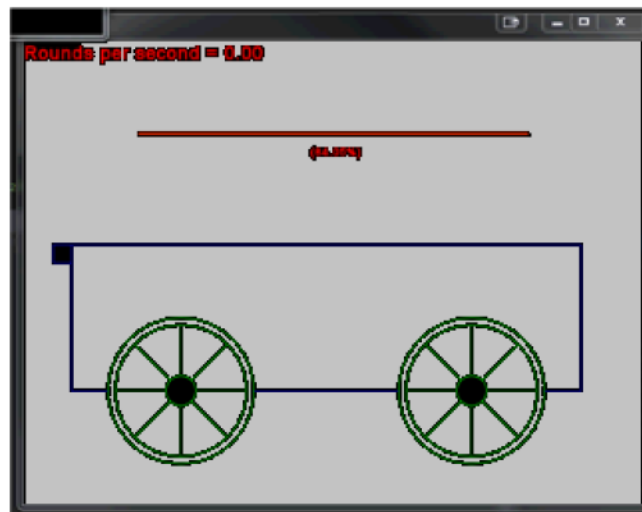 Rounds per second = 0.00